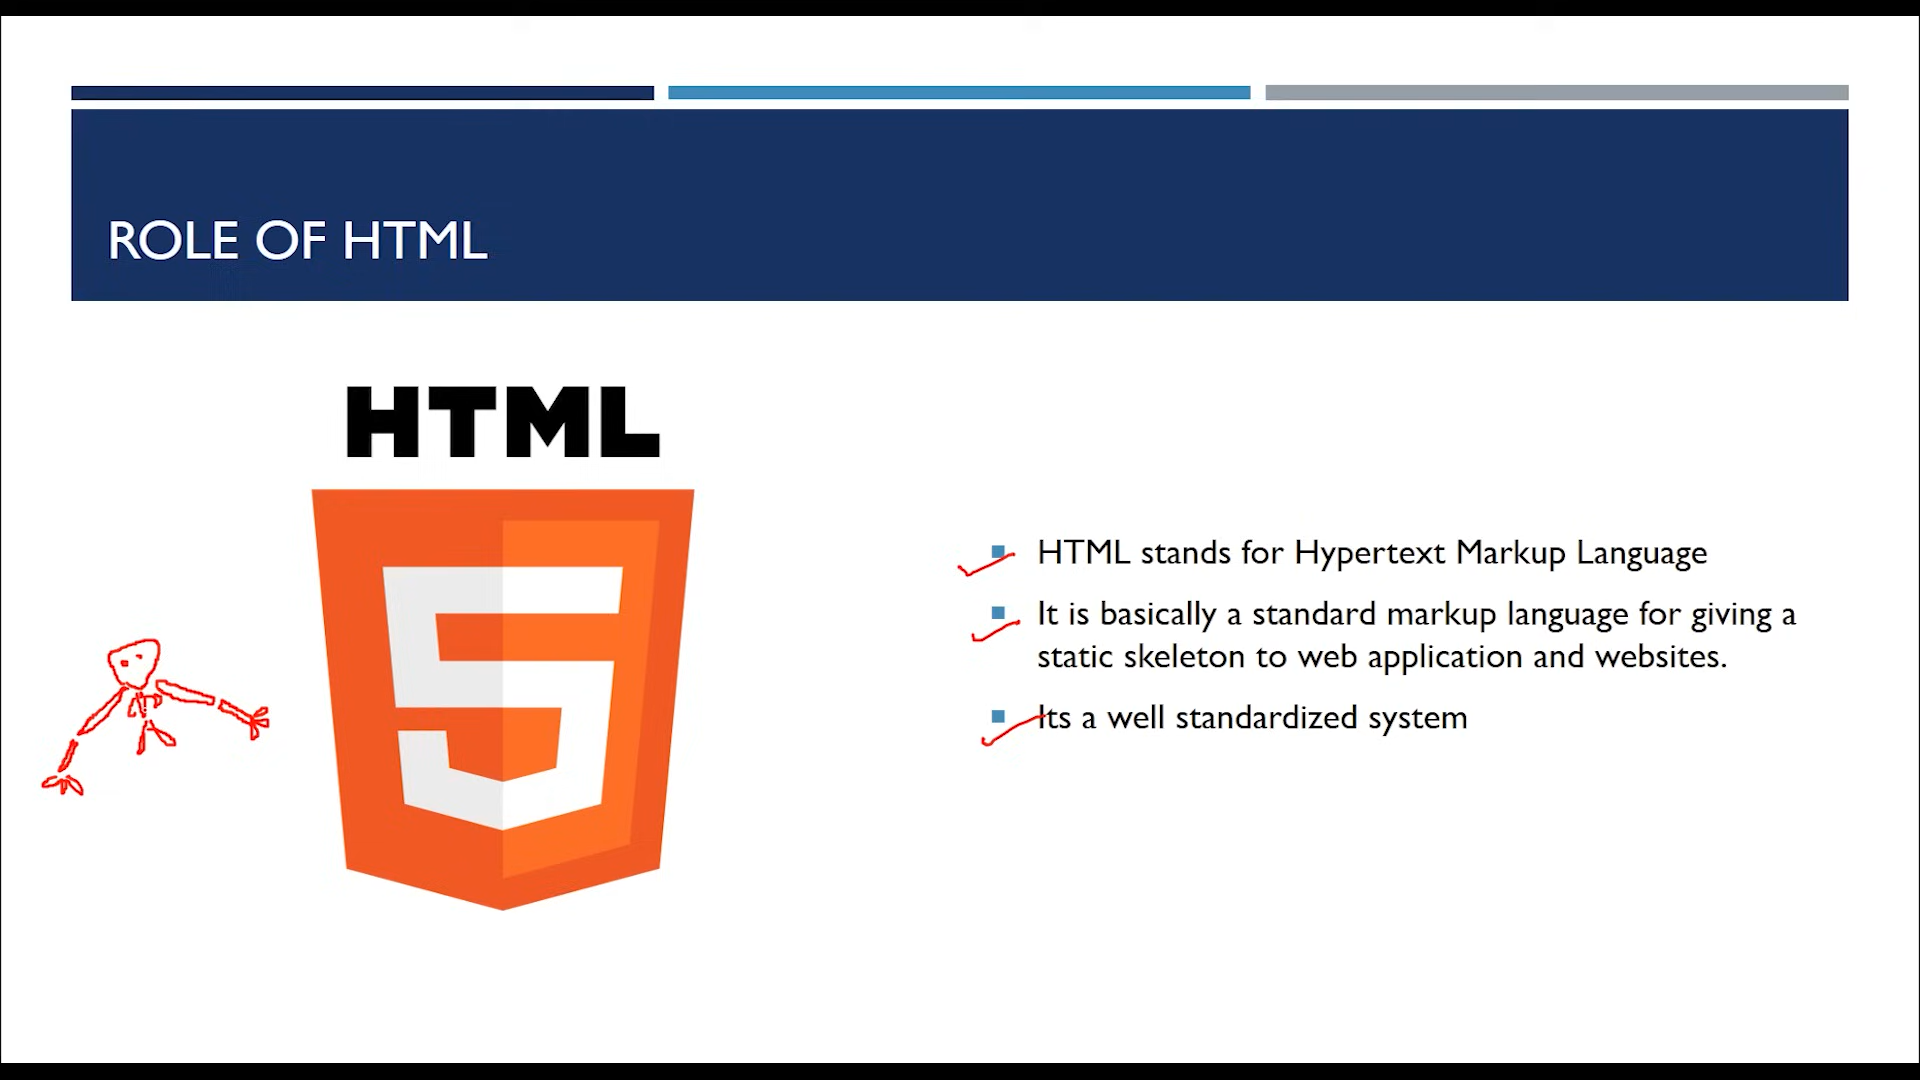 ROLE OF HTML
HTML
5
HTML stands for Hypertext Markup Language
It is basically a standard markup language for giving a
static skeleton to web application and websites.
Its a well standardized system